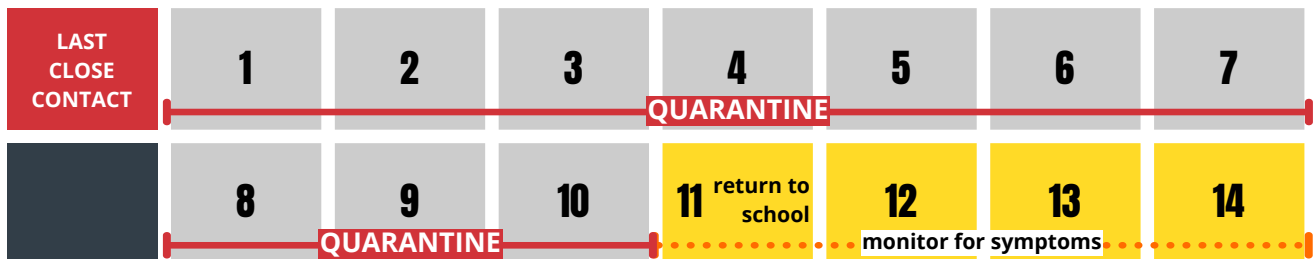 LAST
CLOSE
CONTACT
1 2 3 4 5 6 7
QUARANTINE
8 9 10 11 return to
school 12 13 14
QUARANTINE
monitor for symptoms